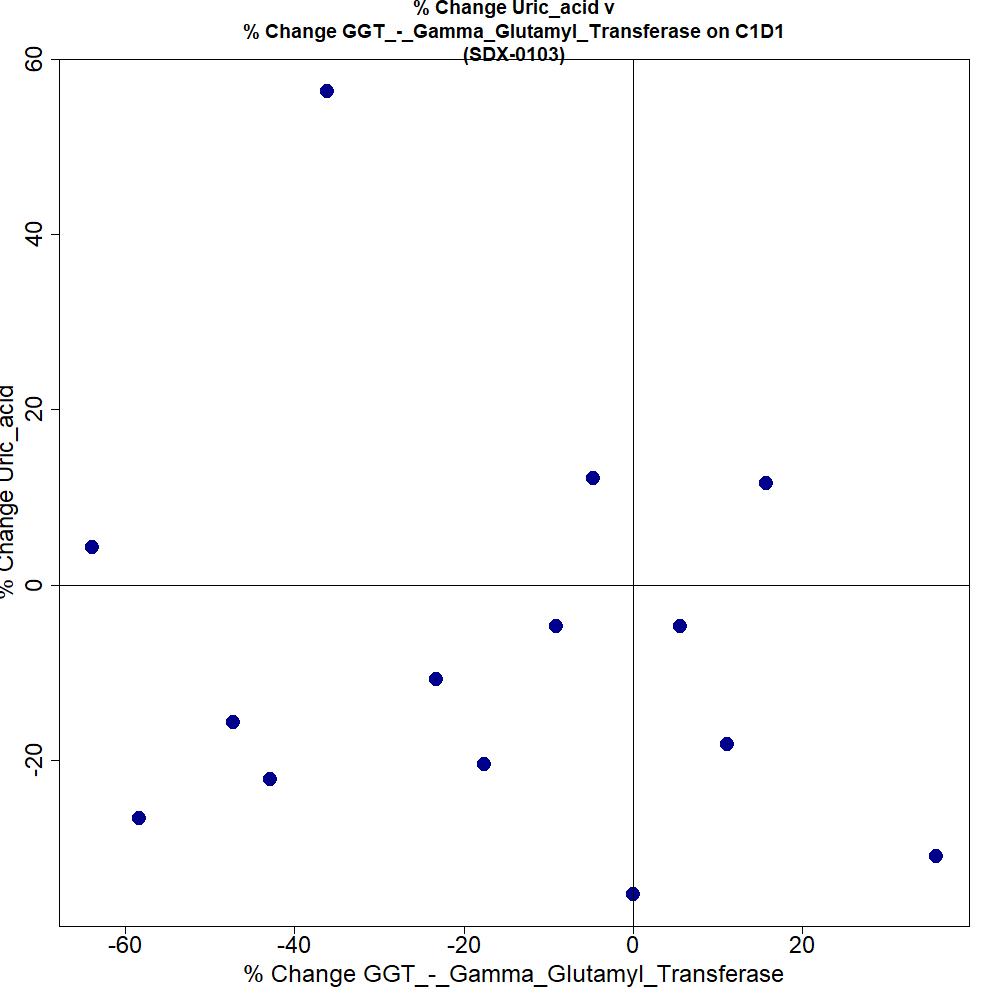 % Change Uric_acid v
% Change GGT_-_Gamma_Glutamyl_Transferase on C1D1
(SDX-0103)
60
40
20
0
-20
% Change Uric_acid
-60
-40
-20
0
20
% Change GGT_-_Gamma_Glutamyl_Transferase